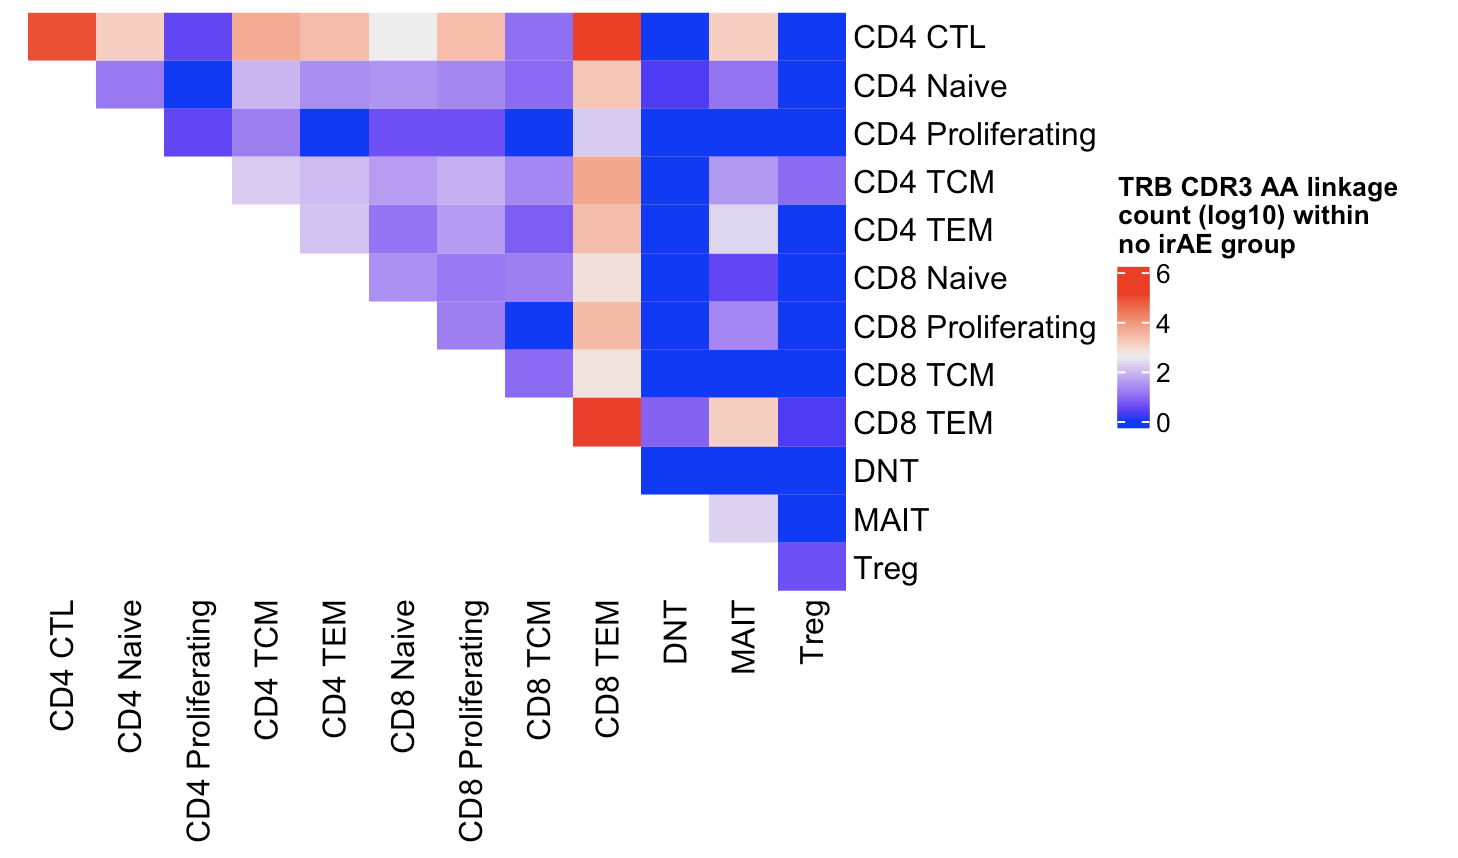 CD4 CTL
CD4 Naive
CD4 Proliferating
CD4 TCM
CD4 TEM
CD8 Naive
CD8 Proliferating
CD8 TCM
CD8 TEM
DNT
MAIT
Treg
TRB CDR3 AA linkage
count (log10) within
no irAE group
6
4
2
0
CD4 CTL
CD4 Naive
CD4 Proliferating
CD4 TCM
CD4 TEM
CD8 Naive
CD8 Proliferating
CD8 TCM
CD8 TEM
DNT
MAIT
Treg